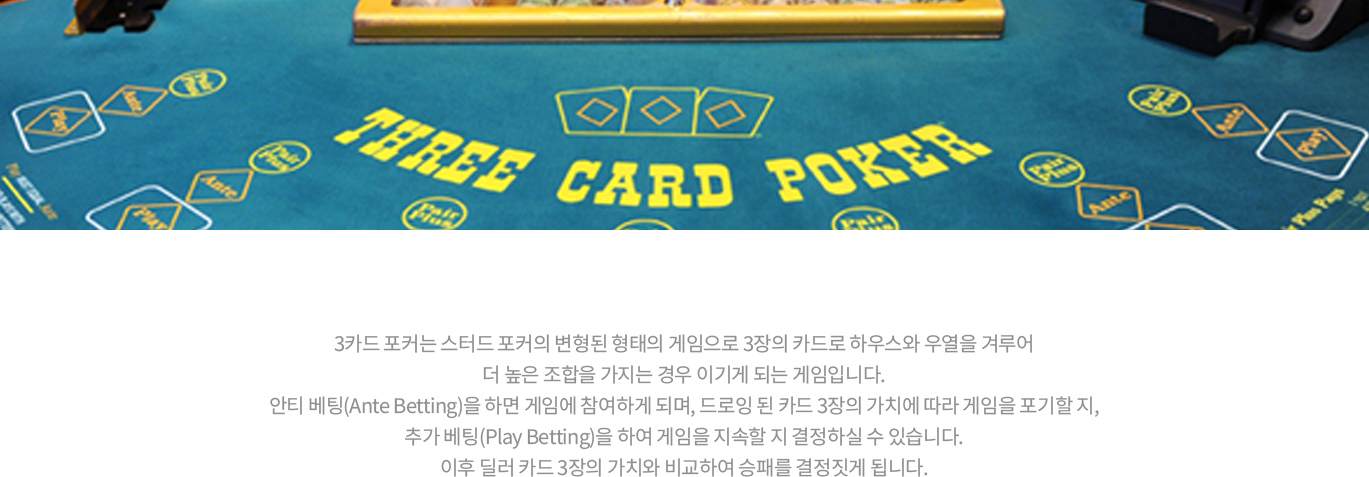 THREE CARD POKER
Pair Plus
Ante
Play
Pair Plus
Ante
Play
Pair Plus
Pair Plus
Pair Plus
Ante
Pair Plus
Ante
Play
3카드 포커는 스터드 포커의 변형된 형태의 게임으로 3장의 카드로 하우스와 우열을 겨루어
더 높은 조합을 가지는 경우 이기게 되는 게임입니다.
안티 베팅(Ante Betting)을 하면 게임에 참여하게 되며, 드로잉 된 카드 3장의 가치에 따라 게임을 포기할 지,
추가 베팅(Play Betting)을 하여 게임을 지속할 지 결정하실 수 있습니다.
이후 딜러 카드 3장의 가치와 비교하여 승패를 결정짓게 됩니다.